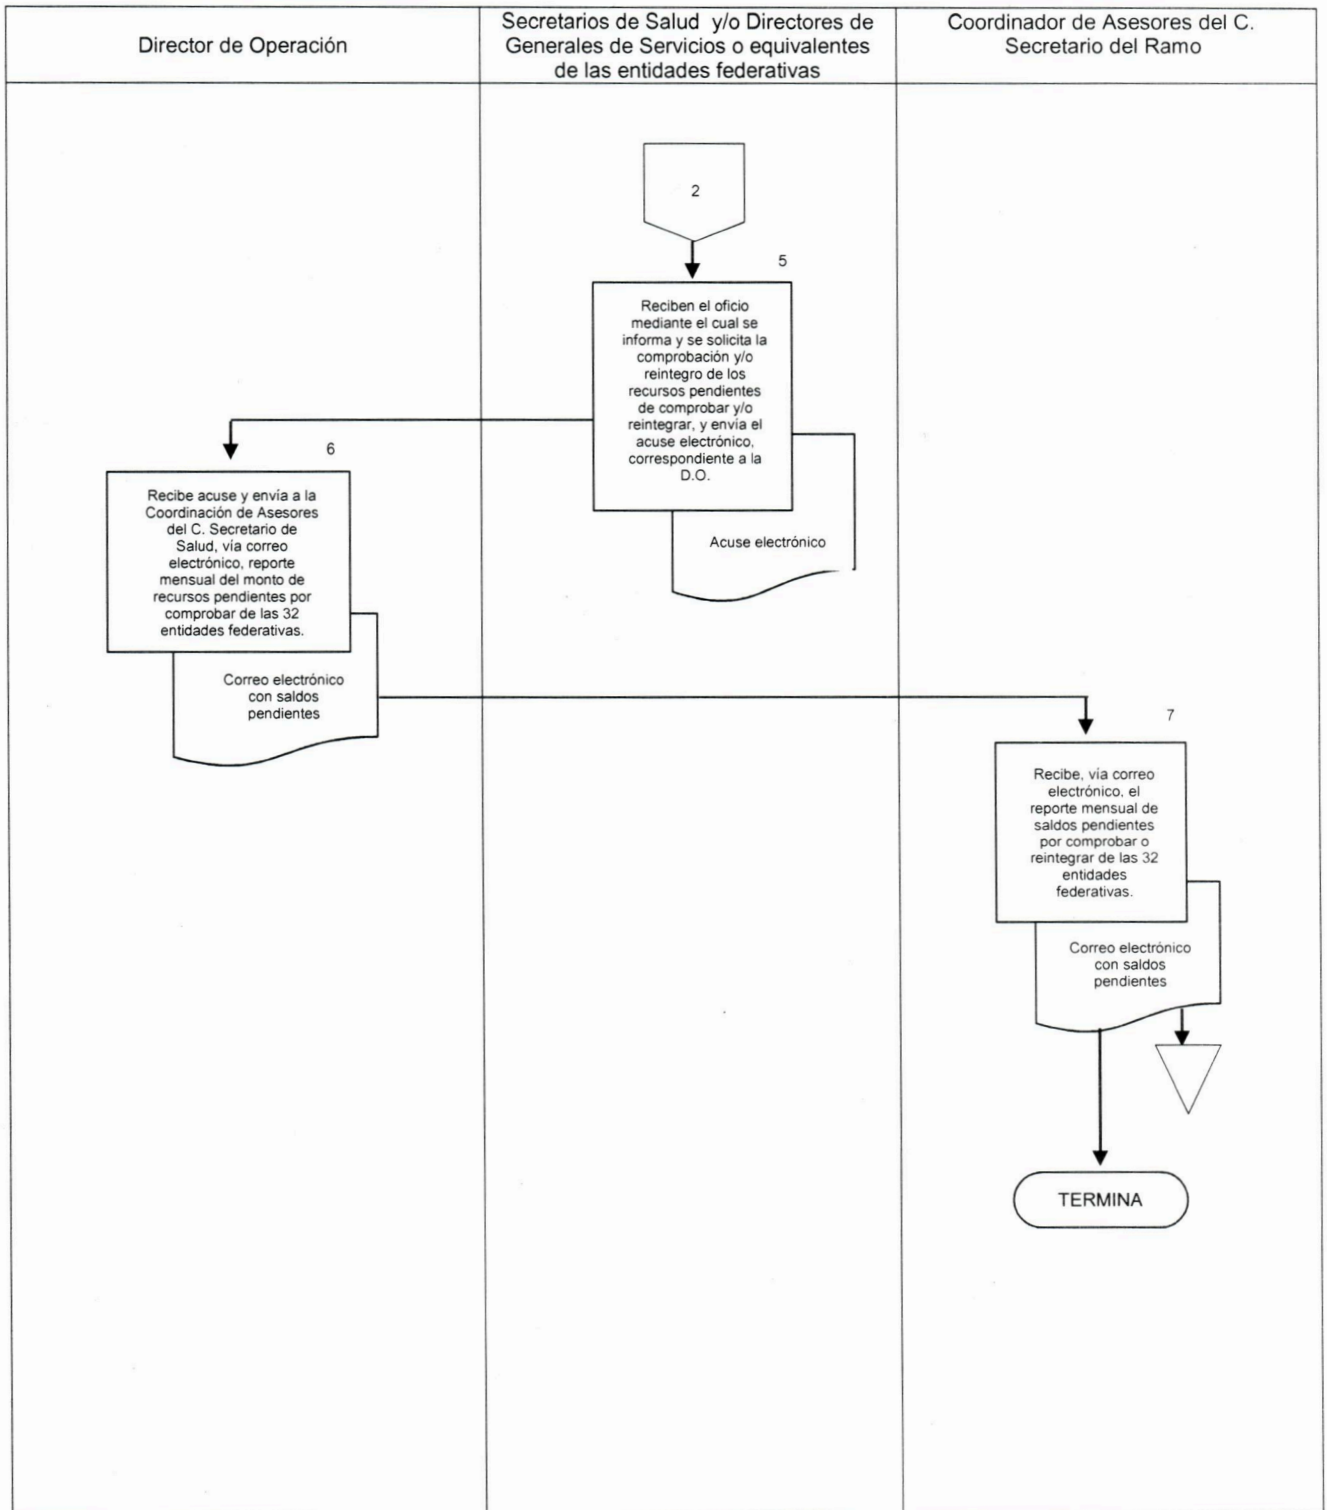 Director de Operación
Secretarios de Salud y/o Directores de
Generales de Servicios o equivalentes
de las entidades federativas
Coordinador de Asesores del C.
Secretario del Ramo
2
5
Reciben el oficio
mediante el cual se
informa y se solicita la
comprobación y/o
reintegro de los
recursos pendientes
de comprobar y/o
reintegrar, y envía el
acuse electrónico,
correspondiente a la
D.O.
Acuse electrónico
6
Recibe acuse y envía a la
Coordinación de Asesores
del C. Secretario de
Salud, vía correo
electrónico, reporte
mensual del monto de
recursos pendientes por
comprobar de las 32
entidades federativas.
Correo electrónico
con saldos
pendientes
7
Recibe, vía correo
electrónico, el
reporte mensual de
saldos pendientes
por comprobar o
reintegrar de las 32
entidades
federativas.
Correo electrónico
con saldos
pendientes
TERMINA